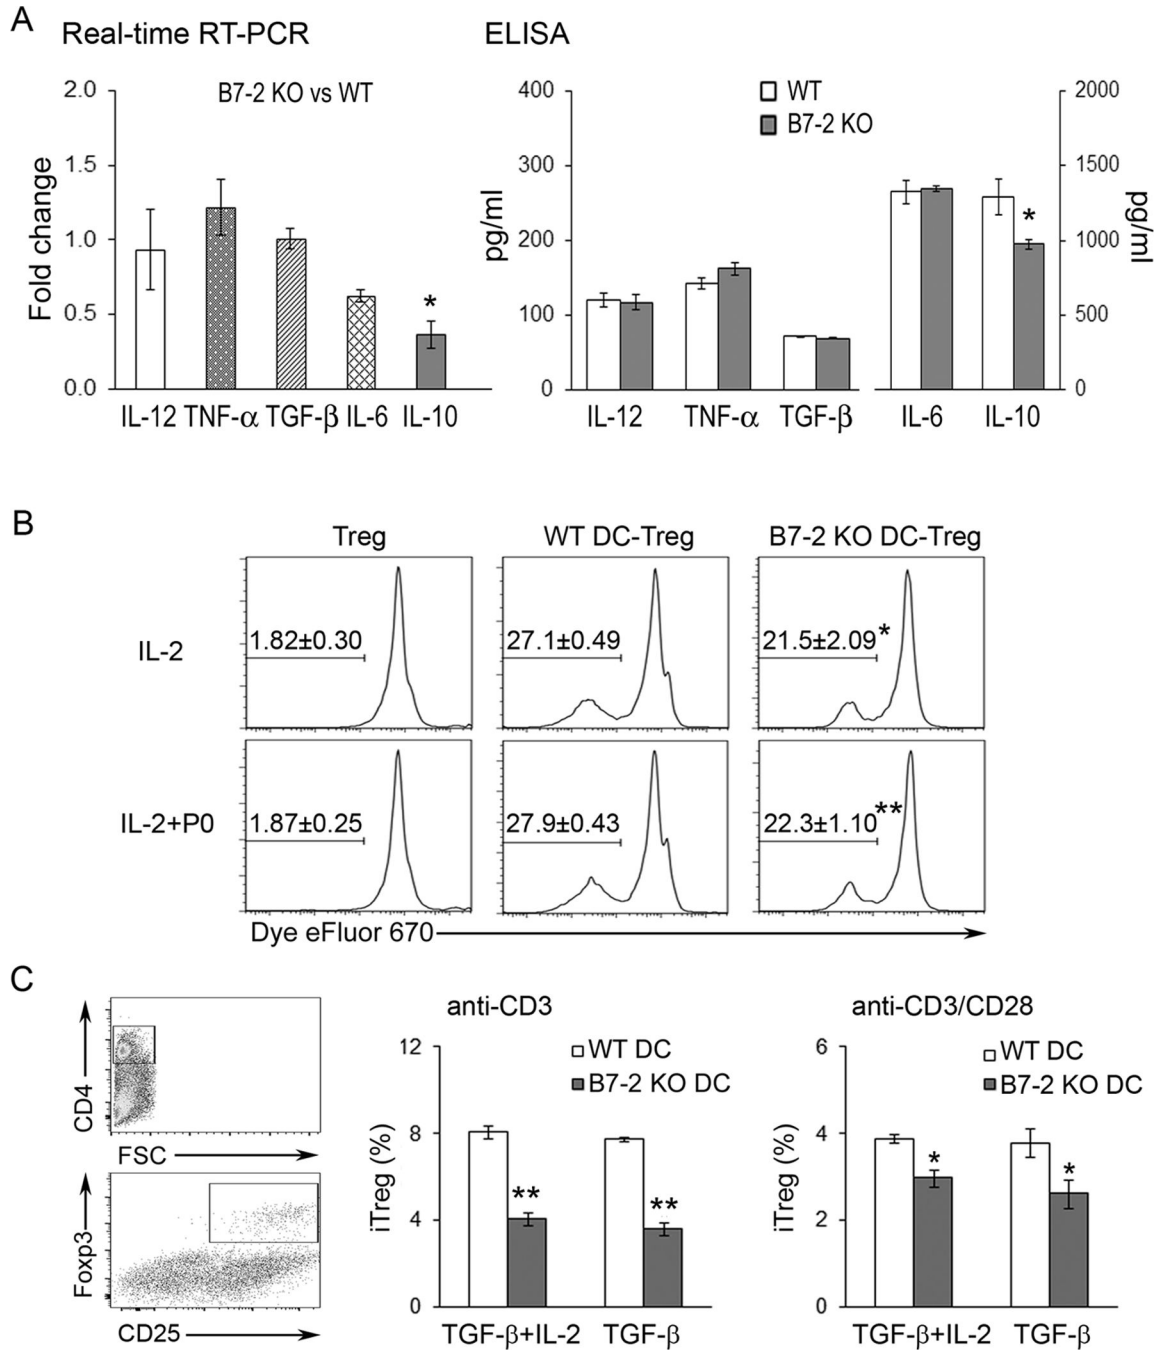 A
Real-time RT-PCR
ELISA
B7-2 KO vs WT
Fold change
2.0
1.5
1.0
0.5
0.0
*
IL-12 TNF-α TGF-β IL-6 IL-10
WT
B7-2 KO
pg/ml
400
300
200
100
0
2000
1500
1000
500
0
pg/ml
*
IL-12 TNF-α TGF-β IL-6 IL-10
B
Treg WT DC-Treg B7-2 KO DC-Treg
IL-2
1.82±0.30 27.1±0.49 21.5±2.09 *
IL-2+P0
1.87±0.25 27.9±0.43 22.3±1.10 **
Dye eFluor 670
C
CD4
FSC
Foxp3
CD25
anti-CD3
WT DC
B7-2 KO DC
iTreg (%)
12
8
4
0
** **
TGF-β+IL-2 TGF-β
anti-CD3/CD28
WT DC
B7-2 KO DC
iTreg (%)
6
4
2
0
* *
TGF-β+IL-2 TGF-β